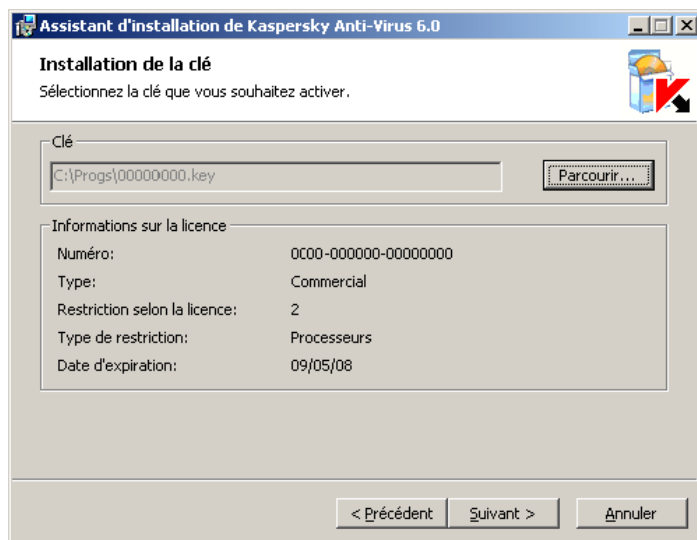 Assistant d'installation de Kaspersky Anti-Virus 6.0
Installation de la clé
Sélectionnez la clé que vous souhaitez activer.
Clé
C:\Progs\00000000.key
Parcourir...
Informations sur la licence
Numéro: 0C00-000000-00000000
Type: Commercial
Restriction selon la licence: 2
Type de restriction: Processeurs
Date d'expiration: 09/05/08
< Précédent
Suivant >
Annuler